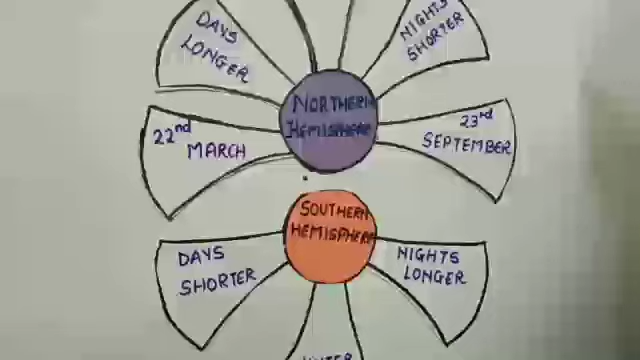 DAYS
LONGER
NIGHTS
SHORTER
NORTHERN
HEMISPHERE
22nd
MARCH
23rd
SEPTEMBER
SOUTHERN
HEMISPHERE
DAYS
SHORTER
NIGHTS
LONGER